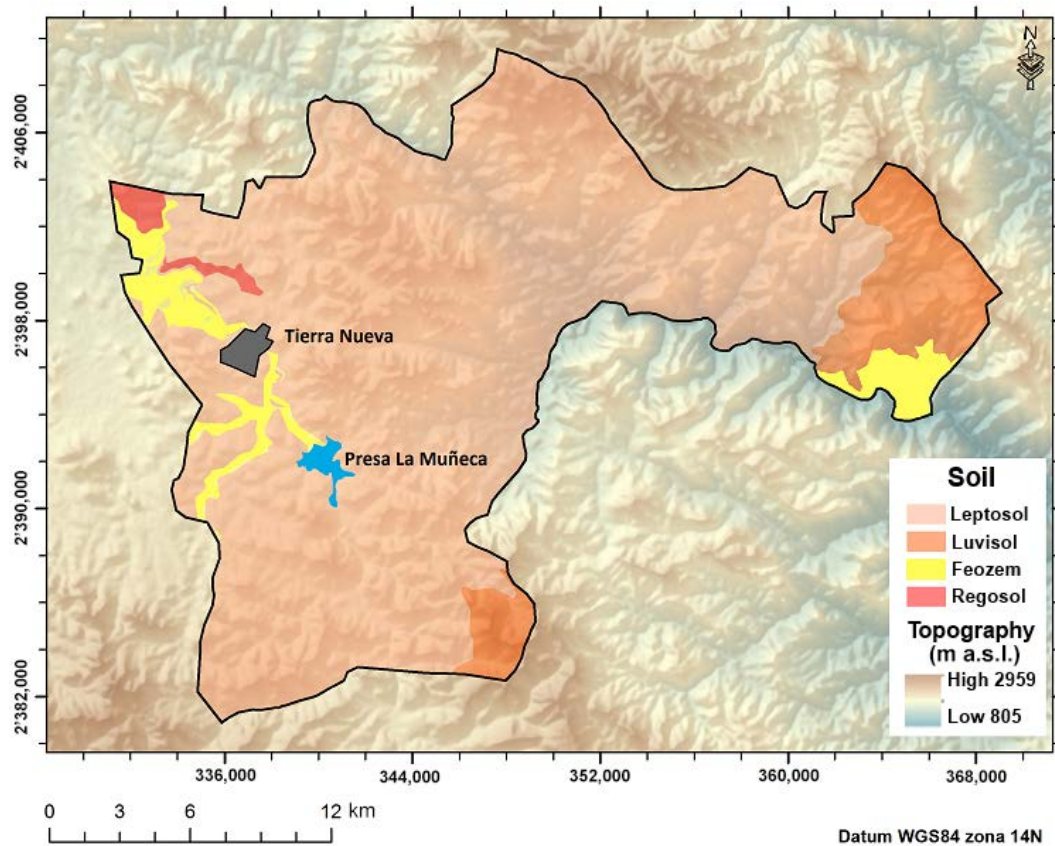 N
2'406,000
2'398,000
2'390,000
2'382,000
Tierra Nueva
Presa La Muñeca
Soil
Leptosol
Luvisol
Feozem
Regosol
Topography
(m a.s.l.)
High 2959
Low 805
336,000
344,000
352,000
360,000
368,000
0 3 6 12 km
Datum WGS84 zona 14N